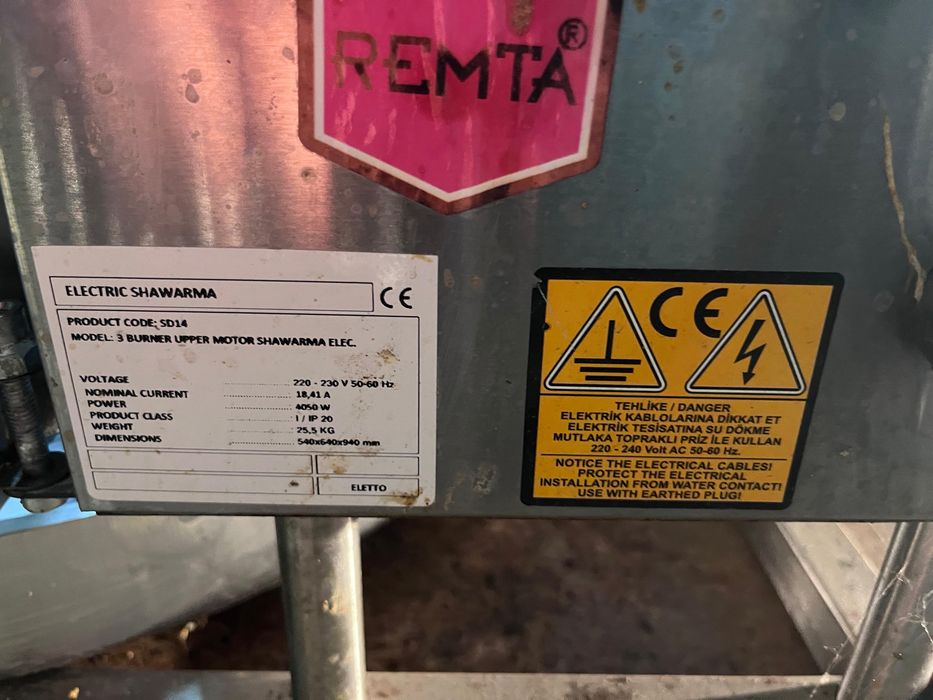 REMTA®
ELECTRIC SHAWARMA CE
PRODUCT CODE: SD14
MODEL: 3 BURNER UPPER MOTOR SHAWARMA ELEC.
VOLTAGE 220 - 230 V 50-60 Hz
NOMINAL CURRENT 18,41 A
POWER 4050 W
PRODUCT CLASS I / IP 20
WEIGHT 25,5 KG
DIMENSIONS 540x640x940 mm
ELETTO
CE
TEHLİKE / DANGER
ELEKTRİK KABLOLARINA DİKKAT ET
ELEKTRİK TESİSATINA SU DÖKME
MUTLAKA TOPRAKLI PRİZ İLE KULLAN
220 - 240 Volt AC 50-60 Hz.
NOTICE THE ELECTRICAL CABLES!
PROTECT THE ELECTRICAL
INSTALLATION FROM WATER CONTACT!
USE WITH EARTHED PLUG!